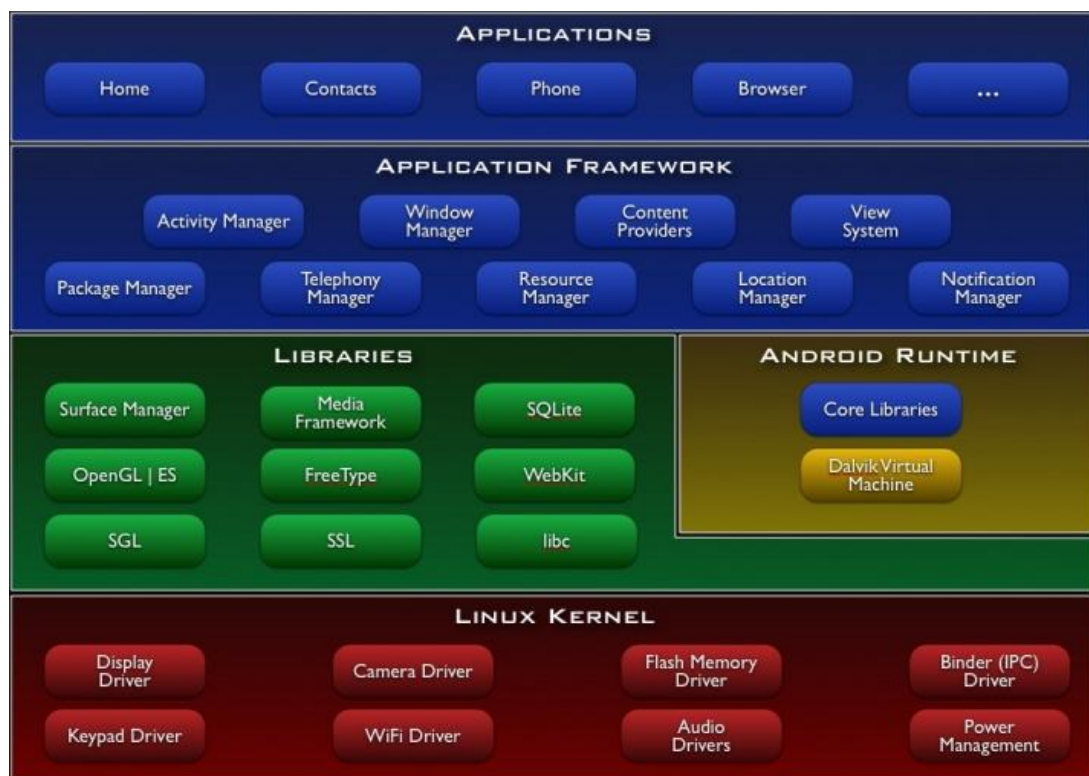 APPLICATIONS
Home
Contacts
Phone
Browser
...
APPLICATION FRAMEWORK
Activity Manager
Window
Manager
Content
Providers
View
System
Package Manager
Telephony
Manager
Resource
Manager
Location
Manager
Notification
Manager
LIBRARIES
Surface Manager
Media
Framework
SQLite
OpenGL | ES
FreeType
WebKit
SGL
SSL
libc
ANDROID RUNTIME
Core Libraries
Dalvik Virtual
Machine
LINUX KERNEL
Display
Driver
Camera Driver
Flash Memory
Driver
Binder (IPC)
Driver
Keypad Driver
WiFi Driver
Audio
Drivers
Power
Management